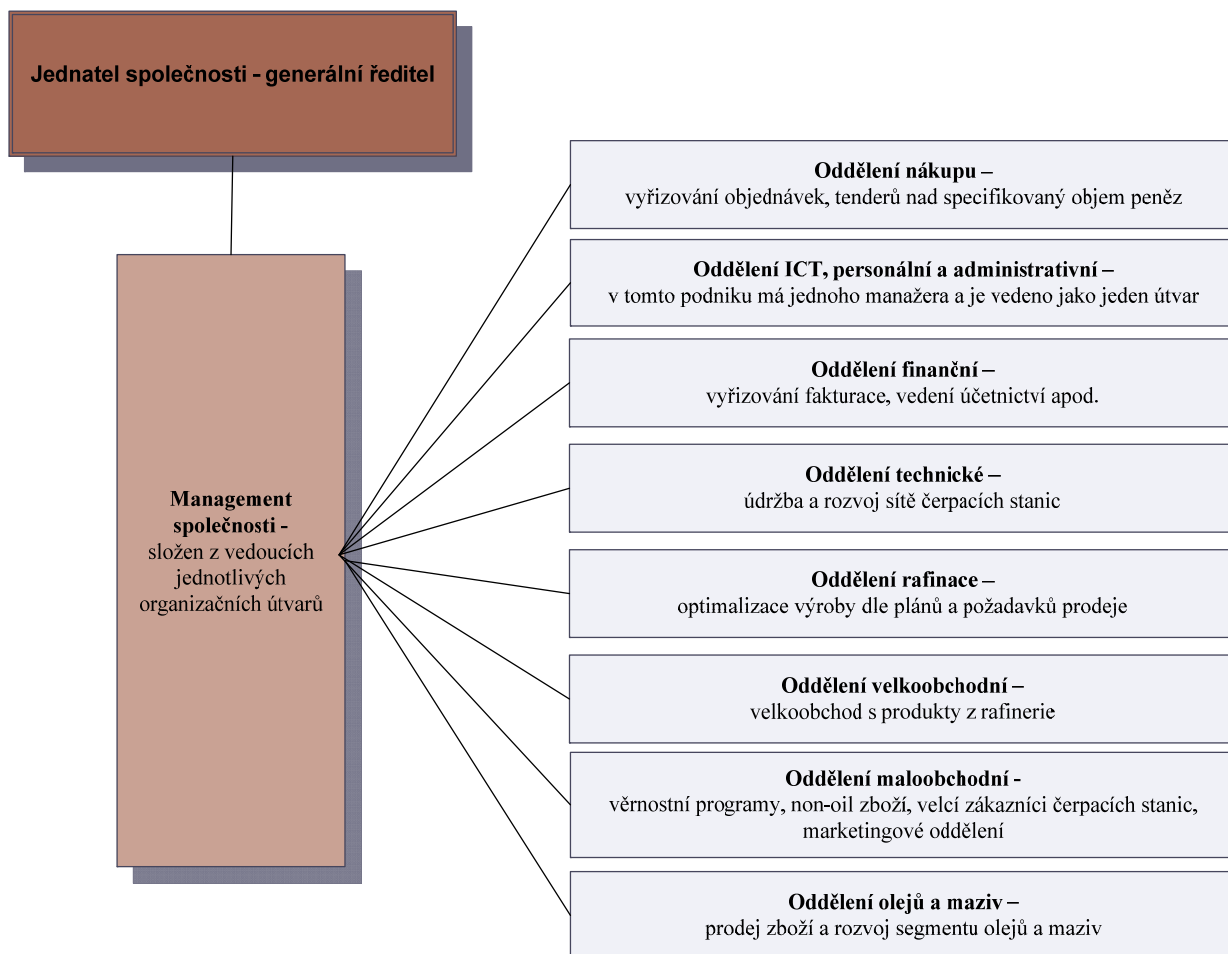 Jednatel společnosti - generální ředitel
Management
společnosti -
složen z vedoucích
jednotlivých
organizačních útvarů
Oddělení nákupu –
vyřizování objednávek, tenderů nad specifikovaný objem peněz
Oddělení ICT, personální a administrativní –
v tomto podniku má jednoho manažera a je vedeno jako jeden útvar
Oddělení finanční –
vyřizování fakturace, vedení účetnictví apod.
Oddělení technické –
údržba a rozvoj sítě čerpacích stanic
Oddělení rafinace –
optimalizace výroby dle plánů a požadavků prodeje
Oddělení velkoobchodní –
velkoobchod s produkty z rafinerie
Oddělení maloobchodní -
věrnostní programy, non-oil zboží, velcí zákazníci čerpacích stanic,
marketingové oddělení
Oddělení olejů a maziv –
prodej zboží a rozvoj segmentu olejů a maziv